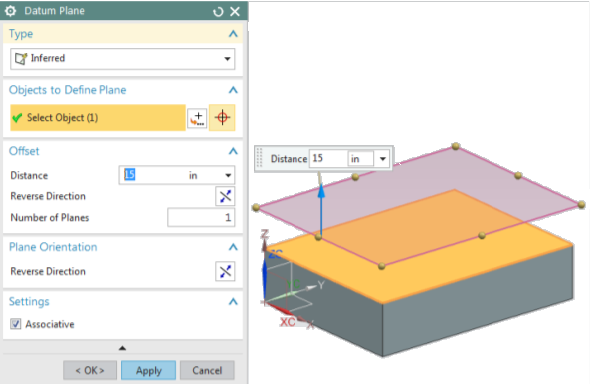 Datum Plane
Type
Inferred
Objects to Define Plane
Select Object (1)
Offset
Distance 15 in
Reverse Direction
Number of Planes 1
Plane Orientation
Reverse Direction
Settings
Associative
< OK > Apply Cancel
Distance 15 in
Z
ZC
Y
XC X